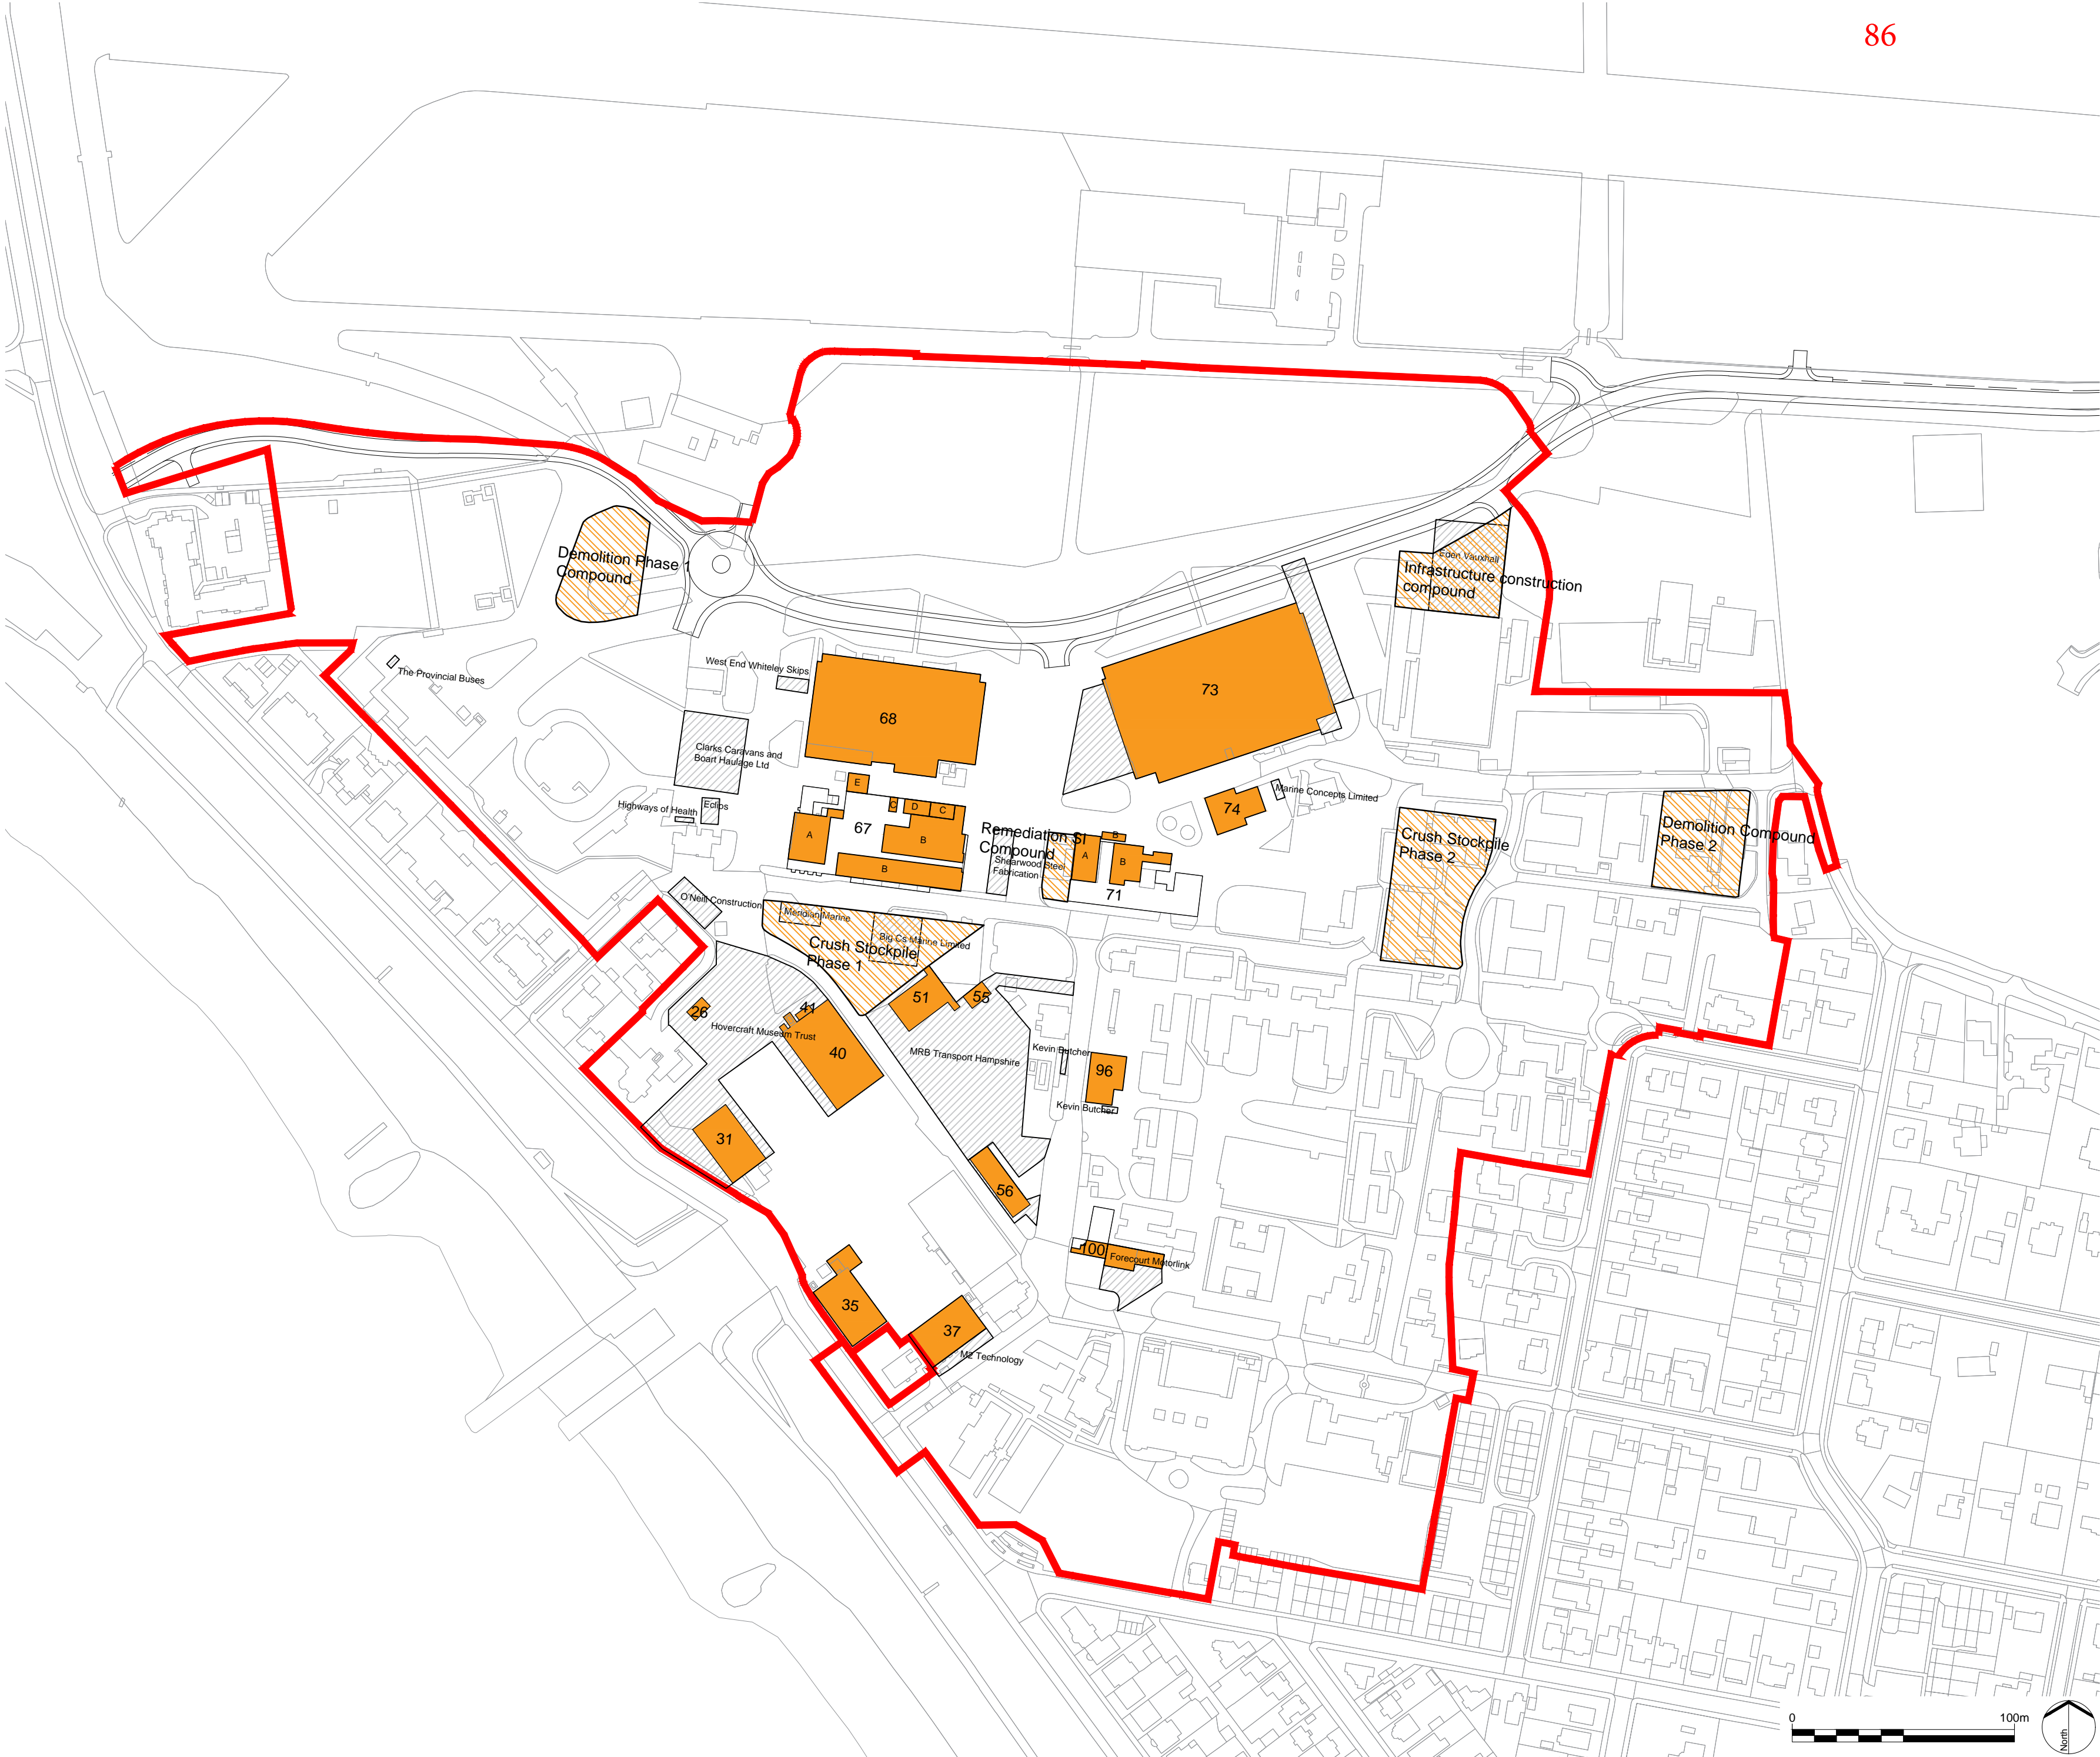 86
Demolition Phase 1
Compound
Eden Vauxhall
Infrastructure construction
compound
The Provincial Buses
West End Whiteley Skips
68
73
Clarks Caravans and
Boart Haulage Ltd
Highways of Health
Eclips
E
C
D
C
A
67
B
B
Remediation SI
Compound
Shearwood Steel
Fabrication
A
B
B
71
74
Marine Concepts Limited
Crush Stockpile
Phase 2
Demolition Compound
Phase 2
O'Neill Construction
Meridian Marine
Big Cs Marine Limited
Crush Stockpile
Phase 1
51
55
26
41
Hovercraft Museum Trust
40
MRB Transport Hampshire
Kevin Butcher
96
Kevin Butcher
31
56
100
Forecourt Motorlink
35
37
M2 Technology
0
100m
North